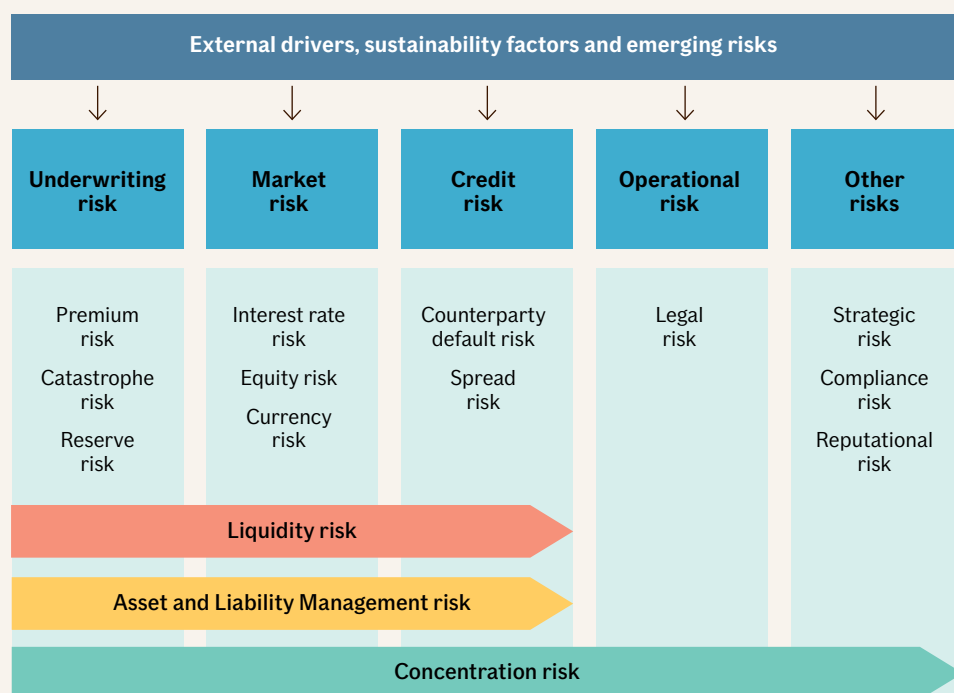 External drivers, sustainability factors and emerging risks
Underwriting
risk
Market
risk
Credit
risk
Operational
risk
Other
risks
Premium
risk
Catastrophe
risk
Reserve
risk
Interest rate
risk
Equity risk
Currency
risk
Counterparty
default risk
Spread
risk
Legal
risk
Strategic
risk
Compliance
risk
Reputational
risk
Liquidity risk
Asset and Liability Management risk
Concentration risk